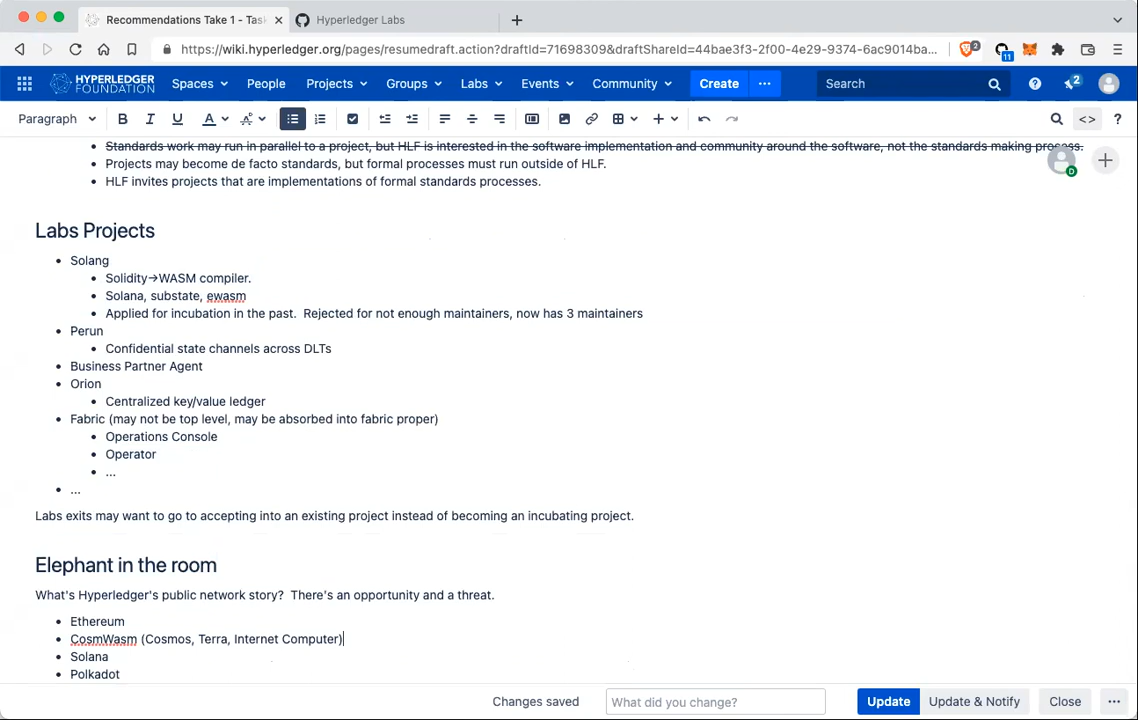 Recommendations Take 1 - Tas
Hyperledger Labs
https://wiki.hyperledger.org/pages/resumedraft.action?draftId=71698309&draftShareId=44bae3f3-2f00-4e29-9374-6ac9014ba...
2
11
HYPERLEDGER FOUNDATION
Spaces
People
Projects
Groups
Labs
Events
Community
Create
...
Search
?
2
Paragraph
B I U A
<> ?
Standards work may run in parallel to a project, but HLF is interested in the software implementation and community around the software, not the standards making process.
Projects may become de facto standards, but formal processes must run outside of HLF.
D
HLF invites projects that are implementations of formal standards processes.
Labs Projects
Solang
Solidity→WASM compiler.
Solana, substate, ewasm
Applied for incubation in the past. Rejected for not enough maintainers, now has 3 maintainers
Perun
Confidential state channels across DLTs
Business Partner Agent
Orion
Centralized key/value ledger
Fabric (may not be top level, may be absorbed into fabric proper)
Operations Console
Operator
...
...
Labs exits may want to go to accepting into an existing project instead of becoming an incubating project.
Elephant in the room
What's Hyperledger's public network story? There's an opportunity and a threat.
Ethereum
CosmWasm (Cosmos, Terra, Internet Computer)
Solana
Polkadot
Changes saved
What did you change?
Update
Update & Notify
Close
...